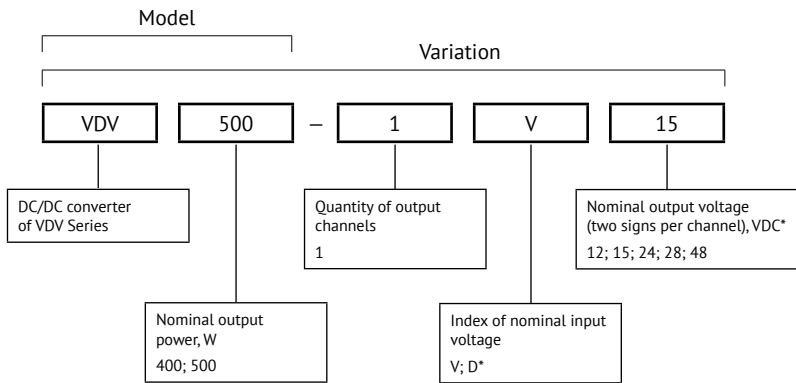 Model
Variation
VDV 500 – 1 V 15
DC/DC converter
of VDV Series
Quantity of output
channels
1
Nominal output voltage
(two signs per channel), VDC*
12; 15; 24; 28; 48
Nominal output
power, W
400; 500
Index of nominal input
voltage
V; D*